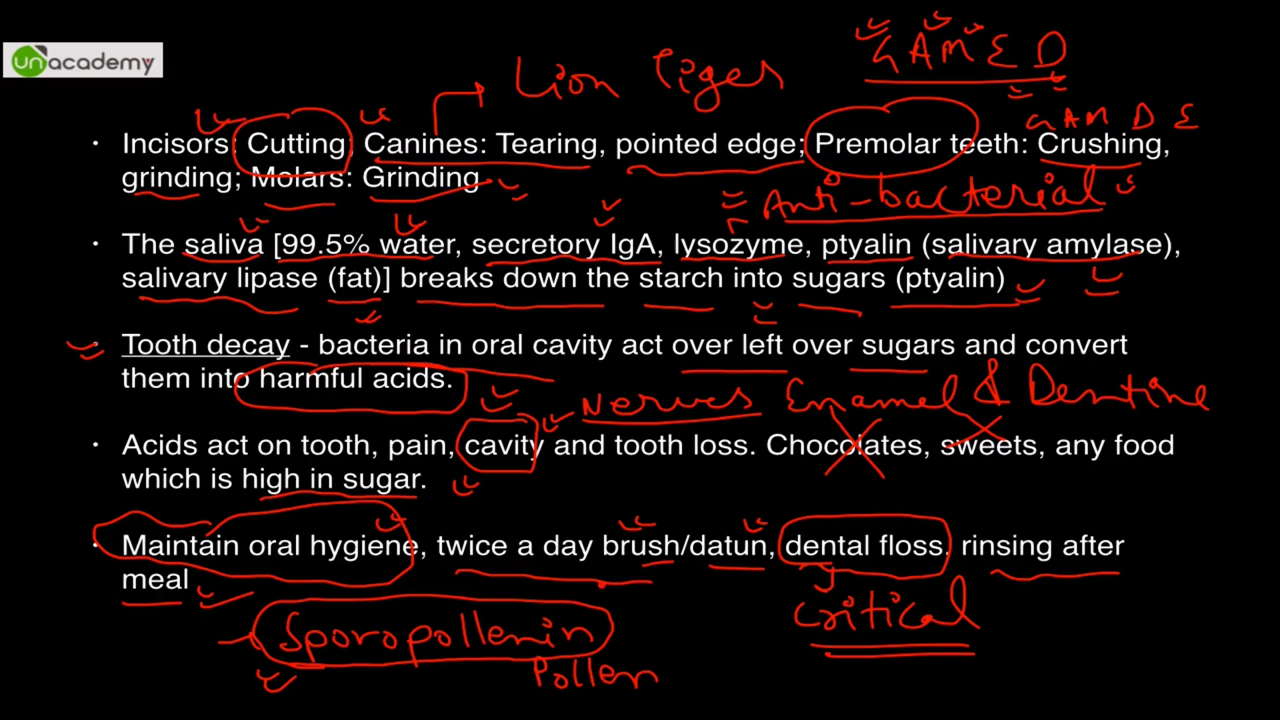 GAMED
unacademy
Lion Tiger
GAMDE
• Incisors: Cutting, Canines: Tearing, pointed edge; Premolar teeth: Crushing,
grinding; Molars: Grinding
Anti-bacterial
• The saliva [99.5% water, secretory IgA, lysozyme, ptyalin (salivary amylase),
salivary lipase (fat)] breaks down the starch into sugars (ptyalin)
• Tooth decay - bacteria in oral cavity act over left over sugars and convert
them into harmful acids.
Nerves Enamel & Dentine
• Acids act on tooth, pain, cavity and tooth loss. Chocolates, sweets, any food
which is high in sugar.
• Maintain oral hygiene, twice a day brush/datun, dental floss, rinsing after
meal
Critical
Sporopollenin
Pollen